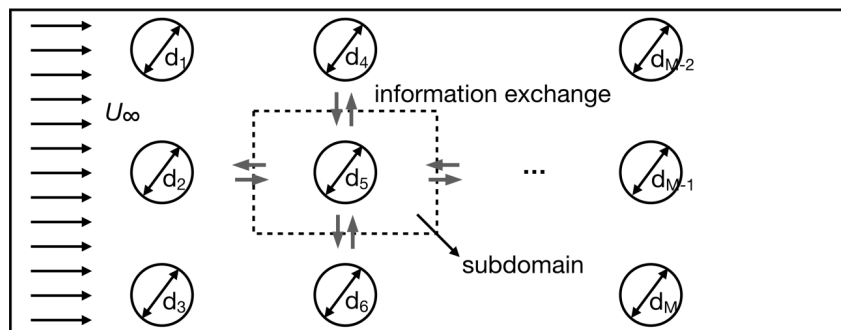 d1 d4 dM-2
information exchange
U∞
d2 d5 ... dM-1
subdomain
d3 d6 dM